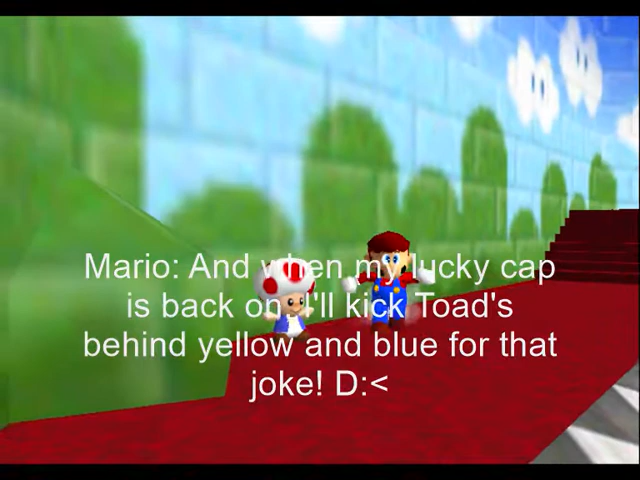 Mario: And when my lucky cap
is back on, I'll kick Toad's
behind yellow and blue for that
joke! D:<